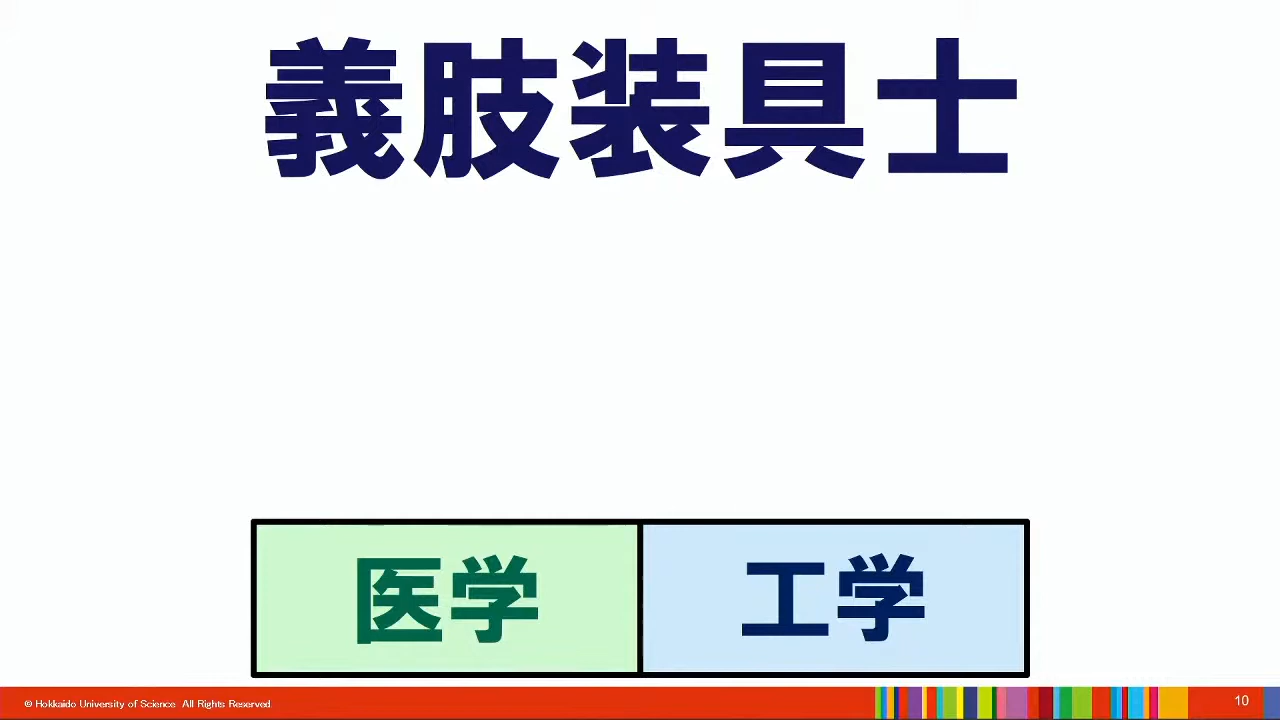 義肢装具士
医学
工学
© Hokkaido University of Science All Rights Reserved.
10